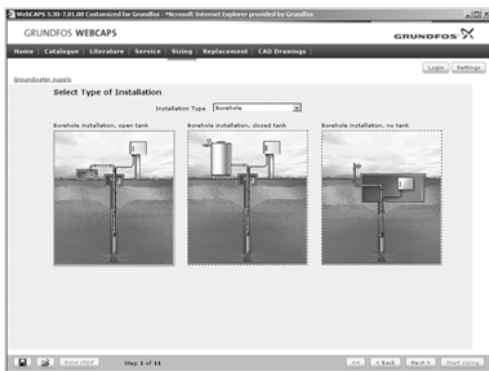 WebCAPS 3.30-7.01.08 Customized for Grundfos - Microsoft Internet Explorer provided by Grundfos
GRUNDFOS WEBCAPS
GRUNDFOS
Home Catalogue Literature Service Sizing Replacement CAD Drawings
Login Settings
Groundwater supply
Select Type of Installation
Installation Type Borehole
Borehole installation, open tank Borehole installation, closed tank Borehole installation, no tank
Print/PDF Step 1 of 11 << < Back Next > Start sizing